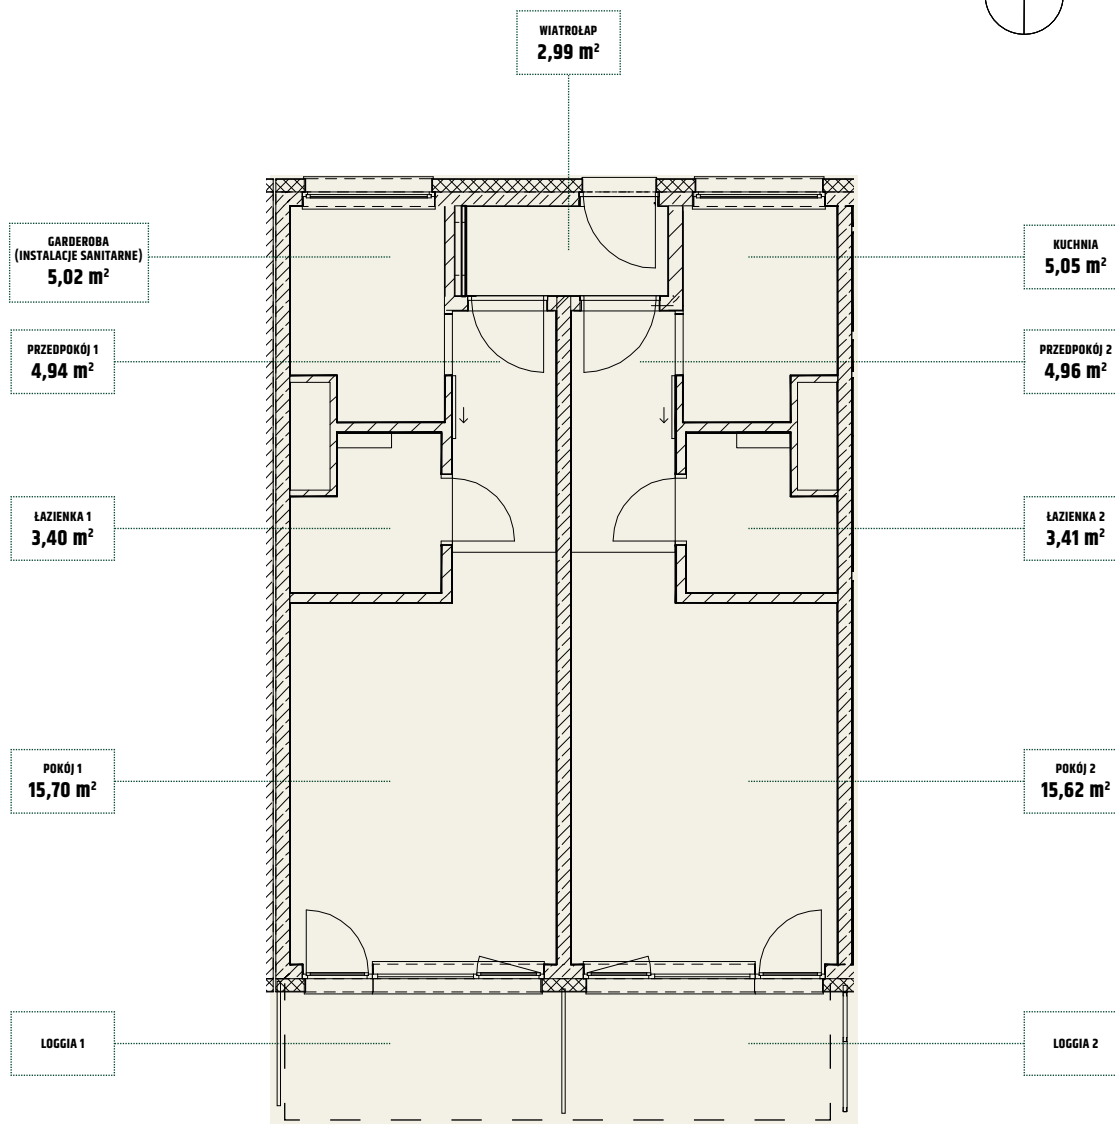 WIATROŁAP
2,99 m²
GARDEROBA
(INSTALACJE SANITARNE)
5,02 m²
KUCHNIA
5,05 m²
PRZEDPOKÓJ 1
4,94 m²
PRZEDPOKÓJ 2
4,96 m²
ŁAZIENKA 1
3,40 m²
ŁAZIENKA 2
3,41 m²
POKÓJ 1
15,70 m²
POKÓJ 2
15,62 m²
LOGGIA 1
LOGGIA 2